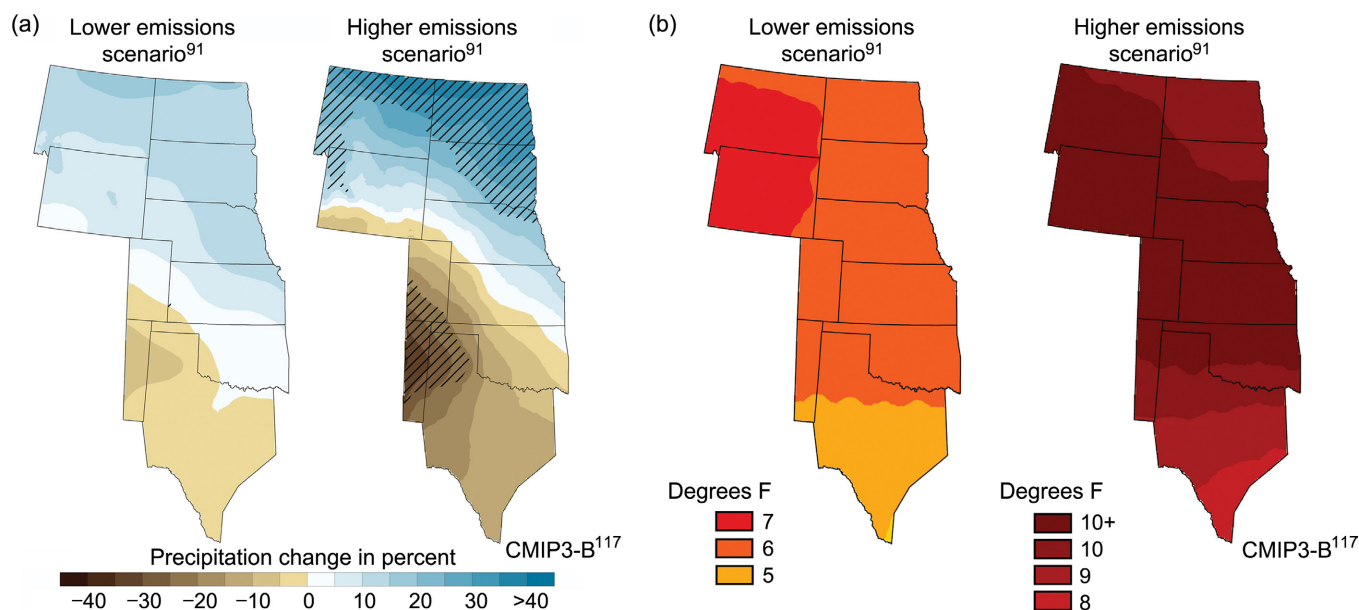 (a)
Lower emissions
scenario91
Higher emissions
scenario91
(b)
Lower emissions
scenario91
Higher emissions
scenario91
Precipitation change in percent
−40 −30 −20 −10 0 10 20 30 >40
CMIP3-B117
Degrees F
7
6
5
Degrees F
10+
10
9
8
CMIP3-B117